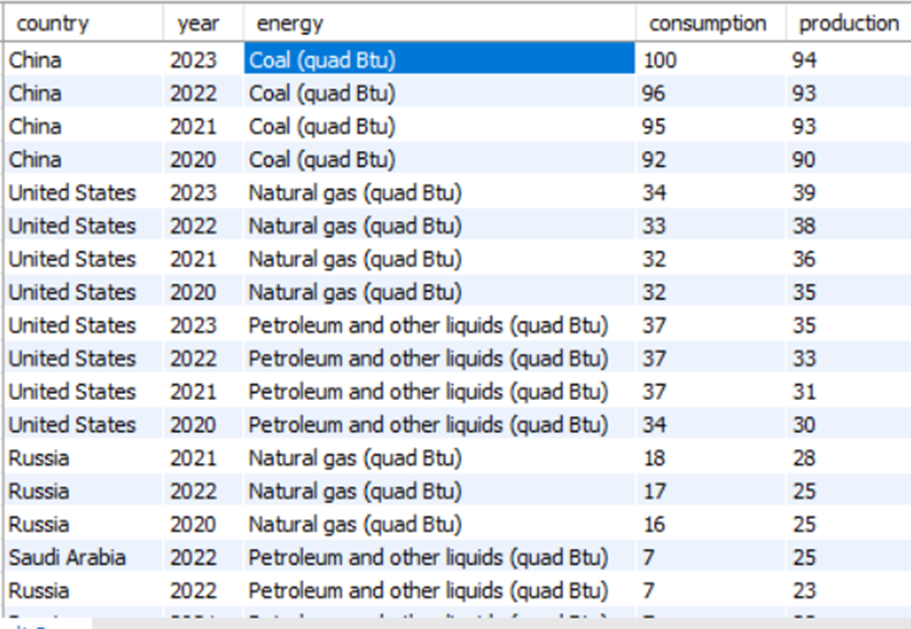 country year energy consumption production
China 2023 Coal (quad Btu) 100 94
China 2022 Coal (quad Btu) 96 93
China 2021 Coal (quad Btu) 95 93
China 2020 Coal (quad Btu) 92 90
United States 2023 Natural gas (quad Btu) 34 39
United States 2022 Natural gas (quad Btu) 33 38
United States 2021 Natural gas (quad Btu) 32 36
United States 2020 Natural gas (quad Btu) 32 35
United States 2023 Petroleum and other liquids (quad Btu) 37 35
United States 2022 Petroleum and other liquids (quad Btu) 37 33
United States 2021 Petroleum and other liquids (quad Btu) 37 31
United States 2020 Petroleum and other liquids (quad Btu) 34 30
Russia 2021 Natural gas (quad Btu) 18 28
Russia 2022 Natural gas (quad Btu) 17 25
Russia 2020 Natural gas (quad Btu) 16 25
Saudi Arabia 2022 Petroleum and other liquids (quad Btu) 7 25
Russia 2022 Petroleum and other liquids (quad Btu) 7 23